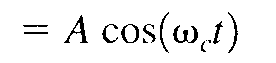 = A cos(ω_c t)